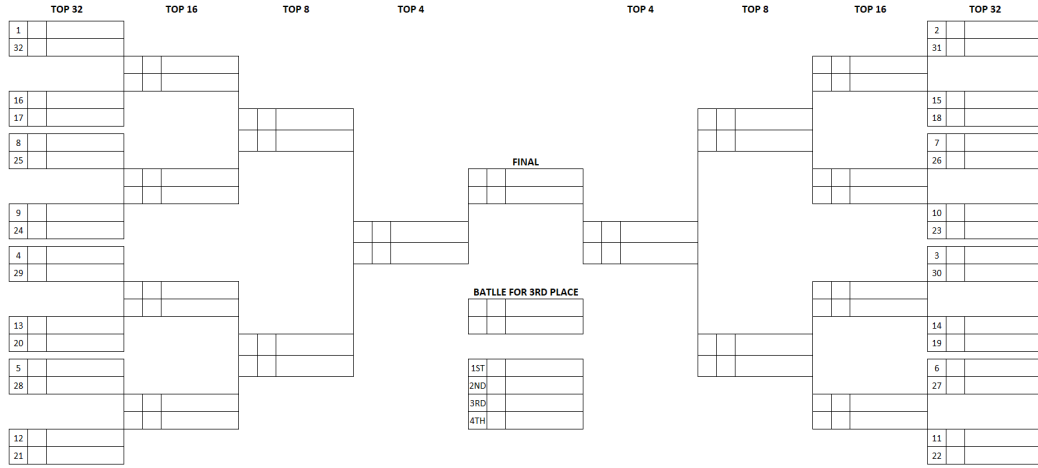 TOP 32 TOP 16 TOP 8 TOP 4 TOP 4 TOP 8 TOP 16 TOP 32
1 2
32 31
16 15
17 18
8 7
25 26
FINAL
9 10
24 23
4 3
29 30
BATLLE FOR 3RD PLACE
13 14
20 19
5 1ST 6
28 2ND 27
3RD
4TH
12 11
21 22